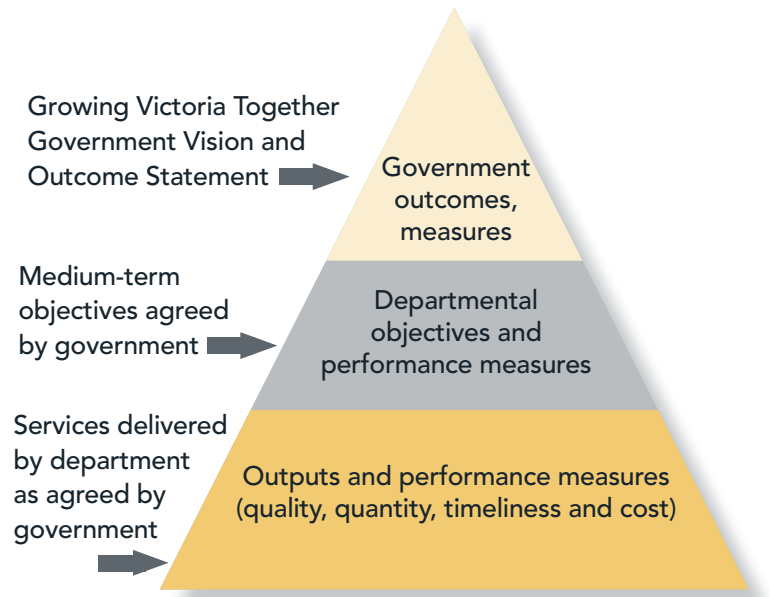 Growing Victoria Together
Government Vision and
Outcome Statement
Government
outcomes,
measures
Medium-term
objectives agreed
by government
Departmental
objectives and
performance measures
Services delivered
by department
as agreed by
government
Outputs and performance measures
(quality, quantity, timeliness and cost)